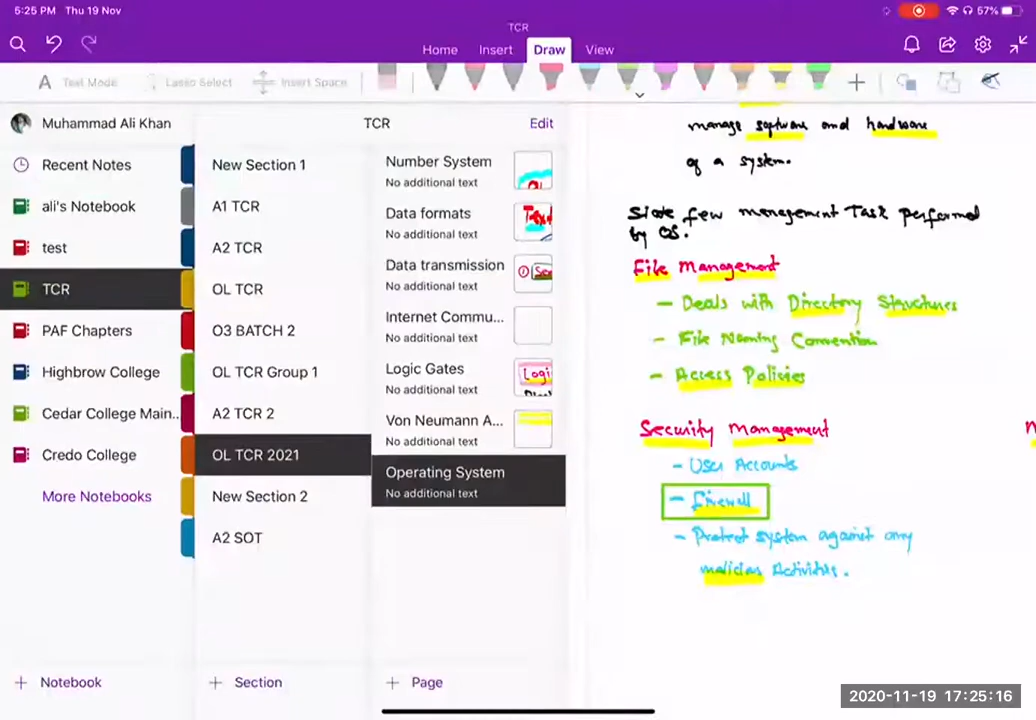 5:25 PM Thu 19 Nov
57%
TCR
Home Insert Draw View
A Text Mode Lasso Select Insert Space
Muhammad Ali Khan
Recent Notes
ali's Notebook
test
TCR
PAF Chapters
Highbrow College
Cedar College Main..
Credo College
More Notebooks
+ Notebook
New Section 1
A1 TCR
A2 TCR
OL TCR
O3 BATCH 2
OL TCR Group 1
A2 TCR 2
OL TCR 2021
New Section 2
A2 SOT
+ Section
TCR Edit
Number System
No additional text
Data formats
No additional text
Data transmission
No additional text
Internet Commu...
No additional text
Logic Gates
No additional text
Von Neumann A...
No additional text
Operating System
No additional text
+ Page
manage software and hardware
of a system.
State few management Task performed
by OS.
File Management
- Deals with Directory Structures
- File Naming Convention
- Access Policies
Security Management
- User Accounts
- Firewall
- Protect system against any
malicias Activities.
2020-11-19 17:25:16